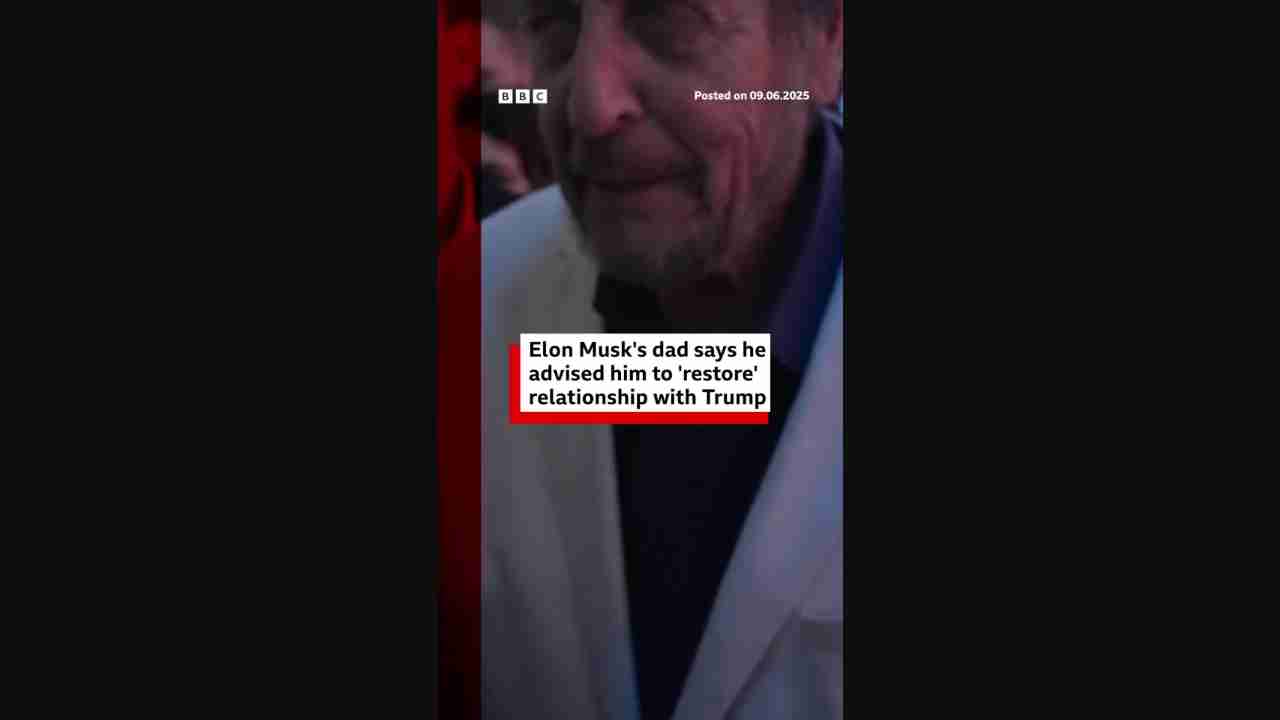 BBC
Posted on 09.06.2025
Elon Musk's dad says he
advised him to 'restore'
relationship with Trump